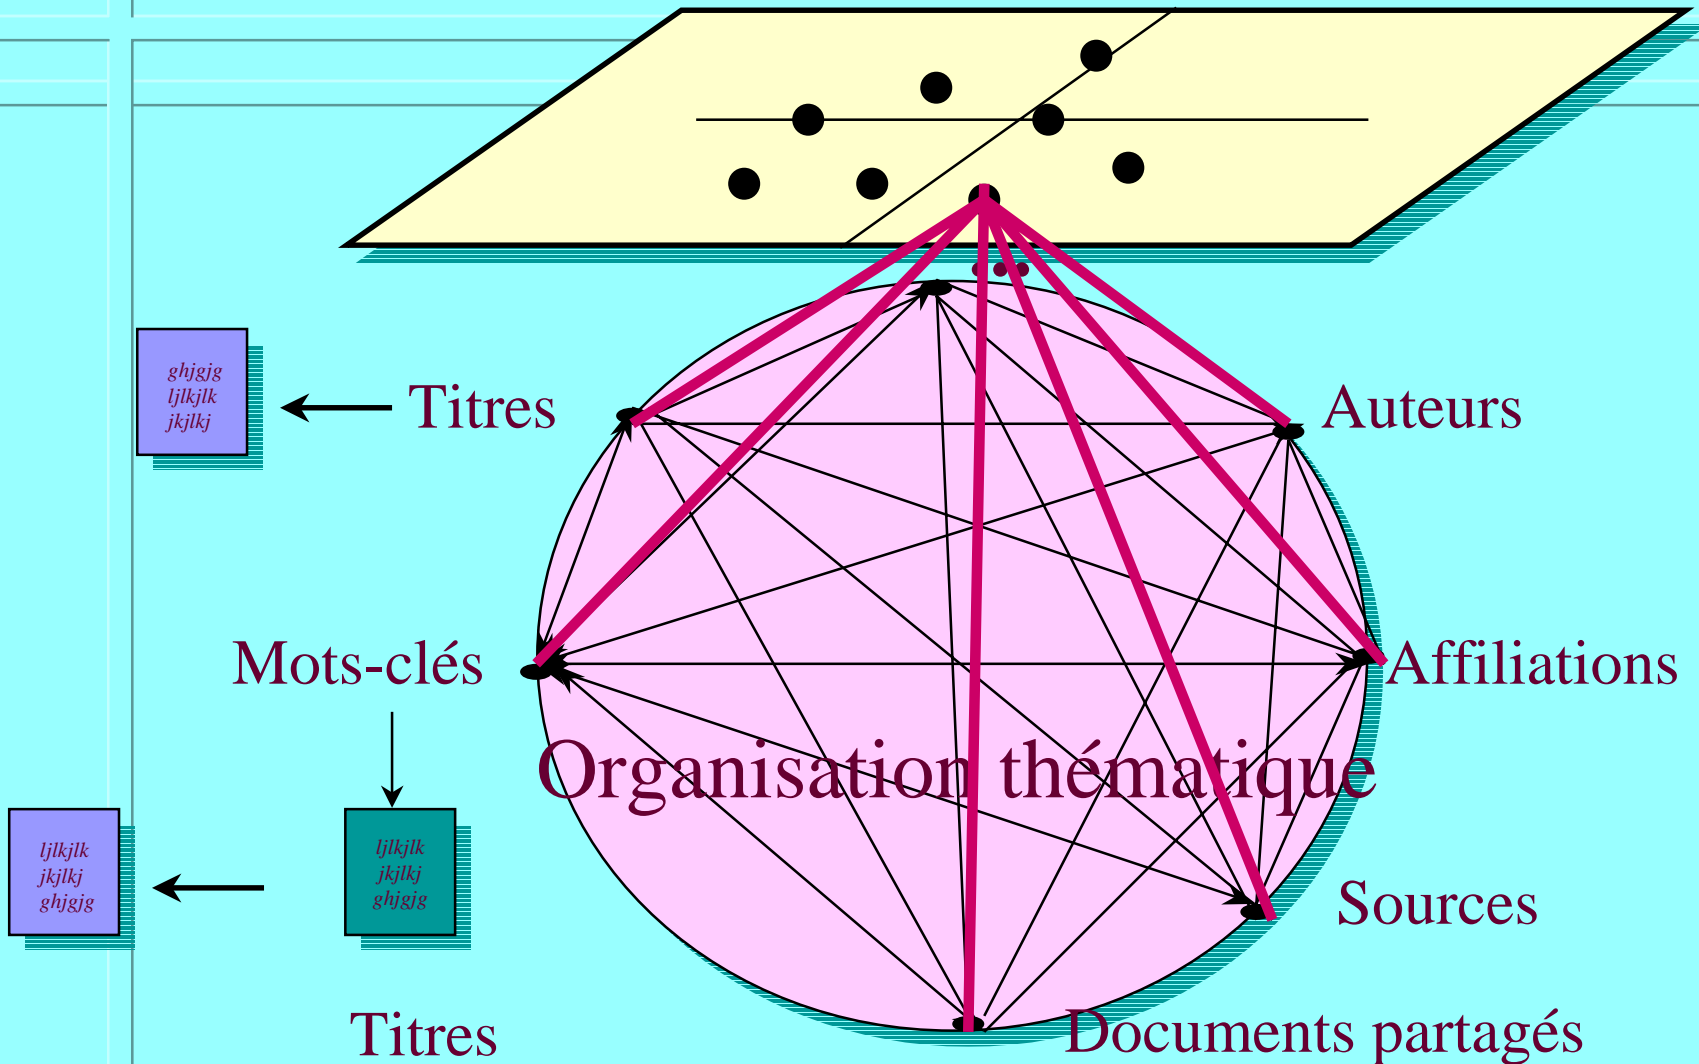 •••
ghjgjg
ljlkjlk
jkjlkj
Titres
Auteurs
Mots-clés
Affiliations
Organisation thématique
ljlkjlk
jkjlkj
ghjgjg
ljlkjlk
jkjlkj
ghjgjg
Sources
Titres
Documents partagés